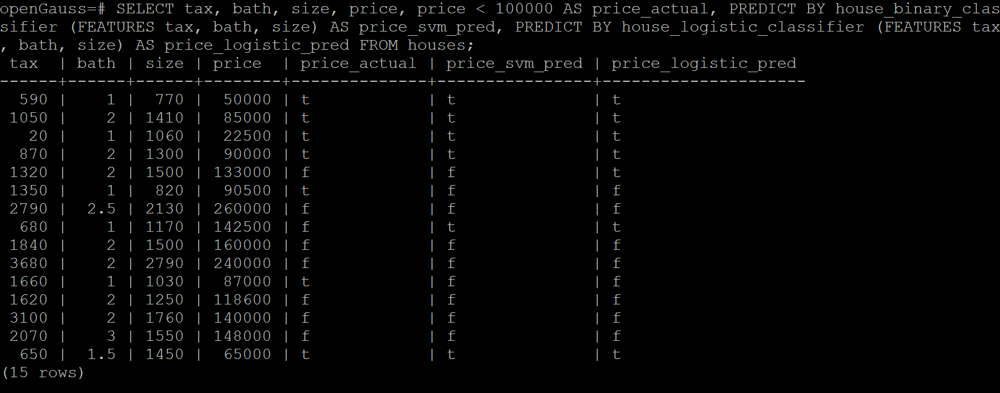 openGauss=# SELECT tax, bath, size, price, price < 100000 AS price_actual, PREDICT BY house_binary_clas
sifier (FEATURES tax, bath, size) AS price_svm_pred, PREDICT BY house_logistic_classifier (FEATURES tax
, bath, size) AS price_logistic_pred FROM houses;
 tax  | bath | size | price  | price_actual | price_svm_pred | price_logistic_pred
------+------+------+--------+--------------+----------------+---------------------
  590 |    1 |  770 |  50000 | t            | t              | t
 1050 |    2 | 1410 |  85000 | t            | t              | t
   20 |    1 | 1060 |  22500 | t            | t              | t
  870 |    2 | 1300 |  90000 | t            | t              | t
 1320 |    2 | 1500 | 133000 | f            | f              | t
 1350 |    1 |  820 |  90500 | t            | f              | f
 2790 |  2.5 | 2130 | 260000 | f            | f              | f
  680 |    1 | 1170 | 142500 | f            | t              | t
 1840 |    2 | 1500 | 160000 | f            | f              | f
 3680 |    2 | 2790 | 240000 | f            | f              | f
 1660 |    1 | 1030 |  87000 | t            | f              | f
 1620 |    2 | 1250 | 118600 | f            | f              | f
 3100 |    2 | 1760 | 140000 | f            | f              | f
 2070 |    3 | 1550 | 148000 | f            | f              | f
  650 |  1.5 | 1450 |  65000 | t            | t              | t
(15 rows)